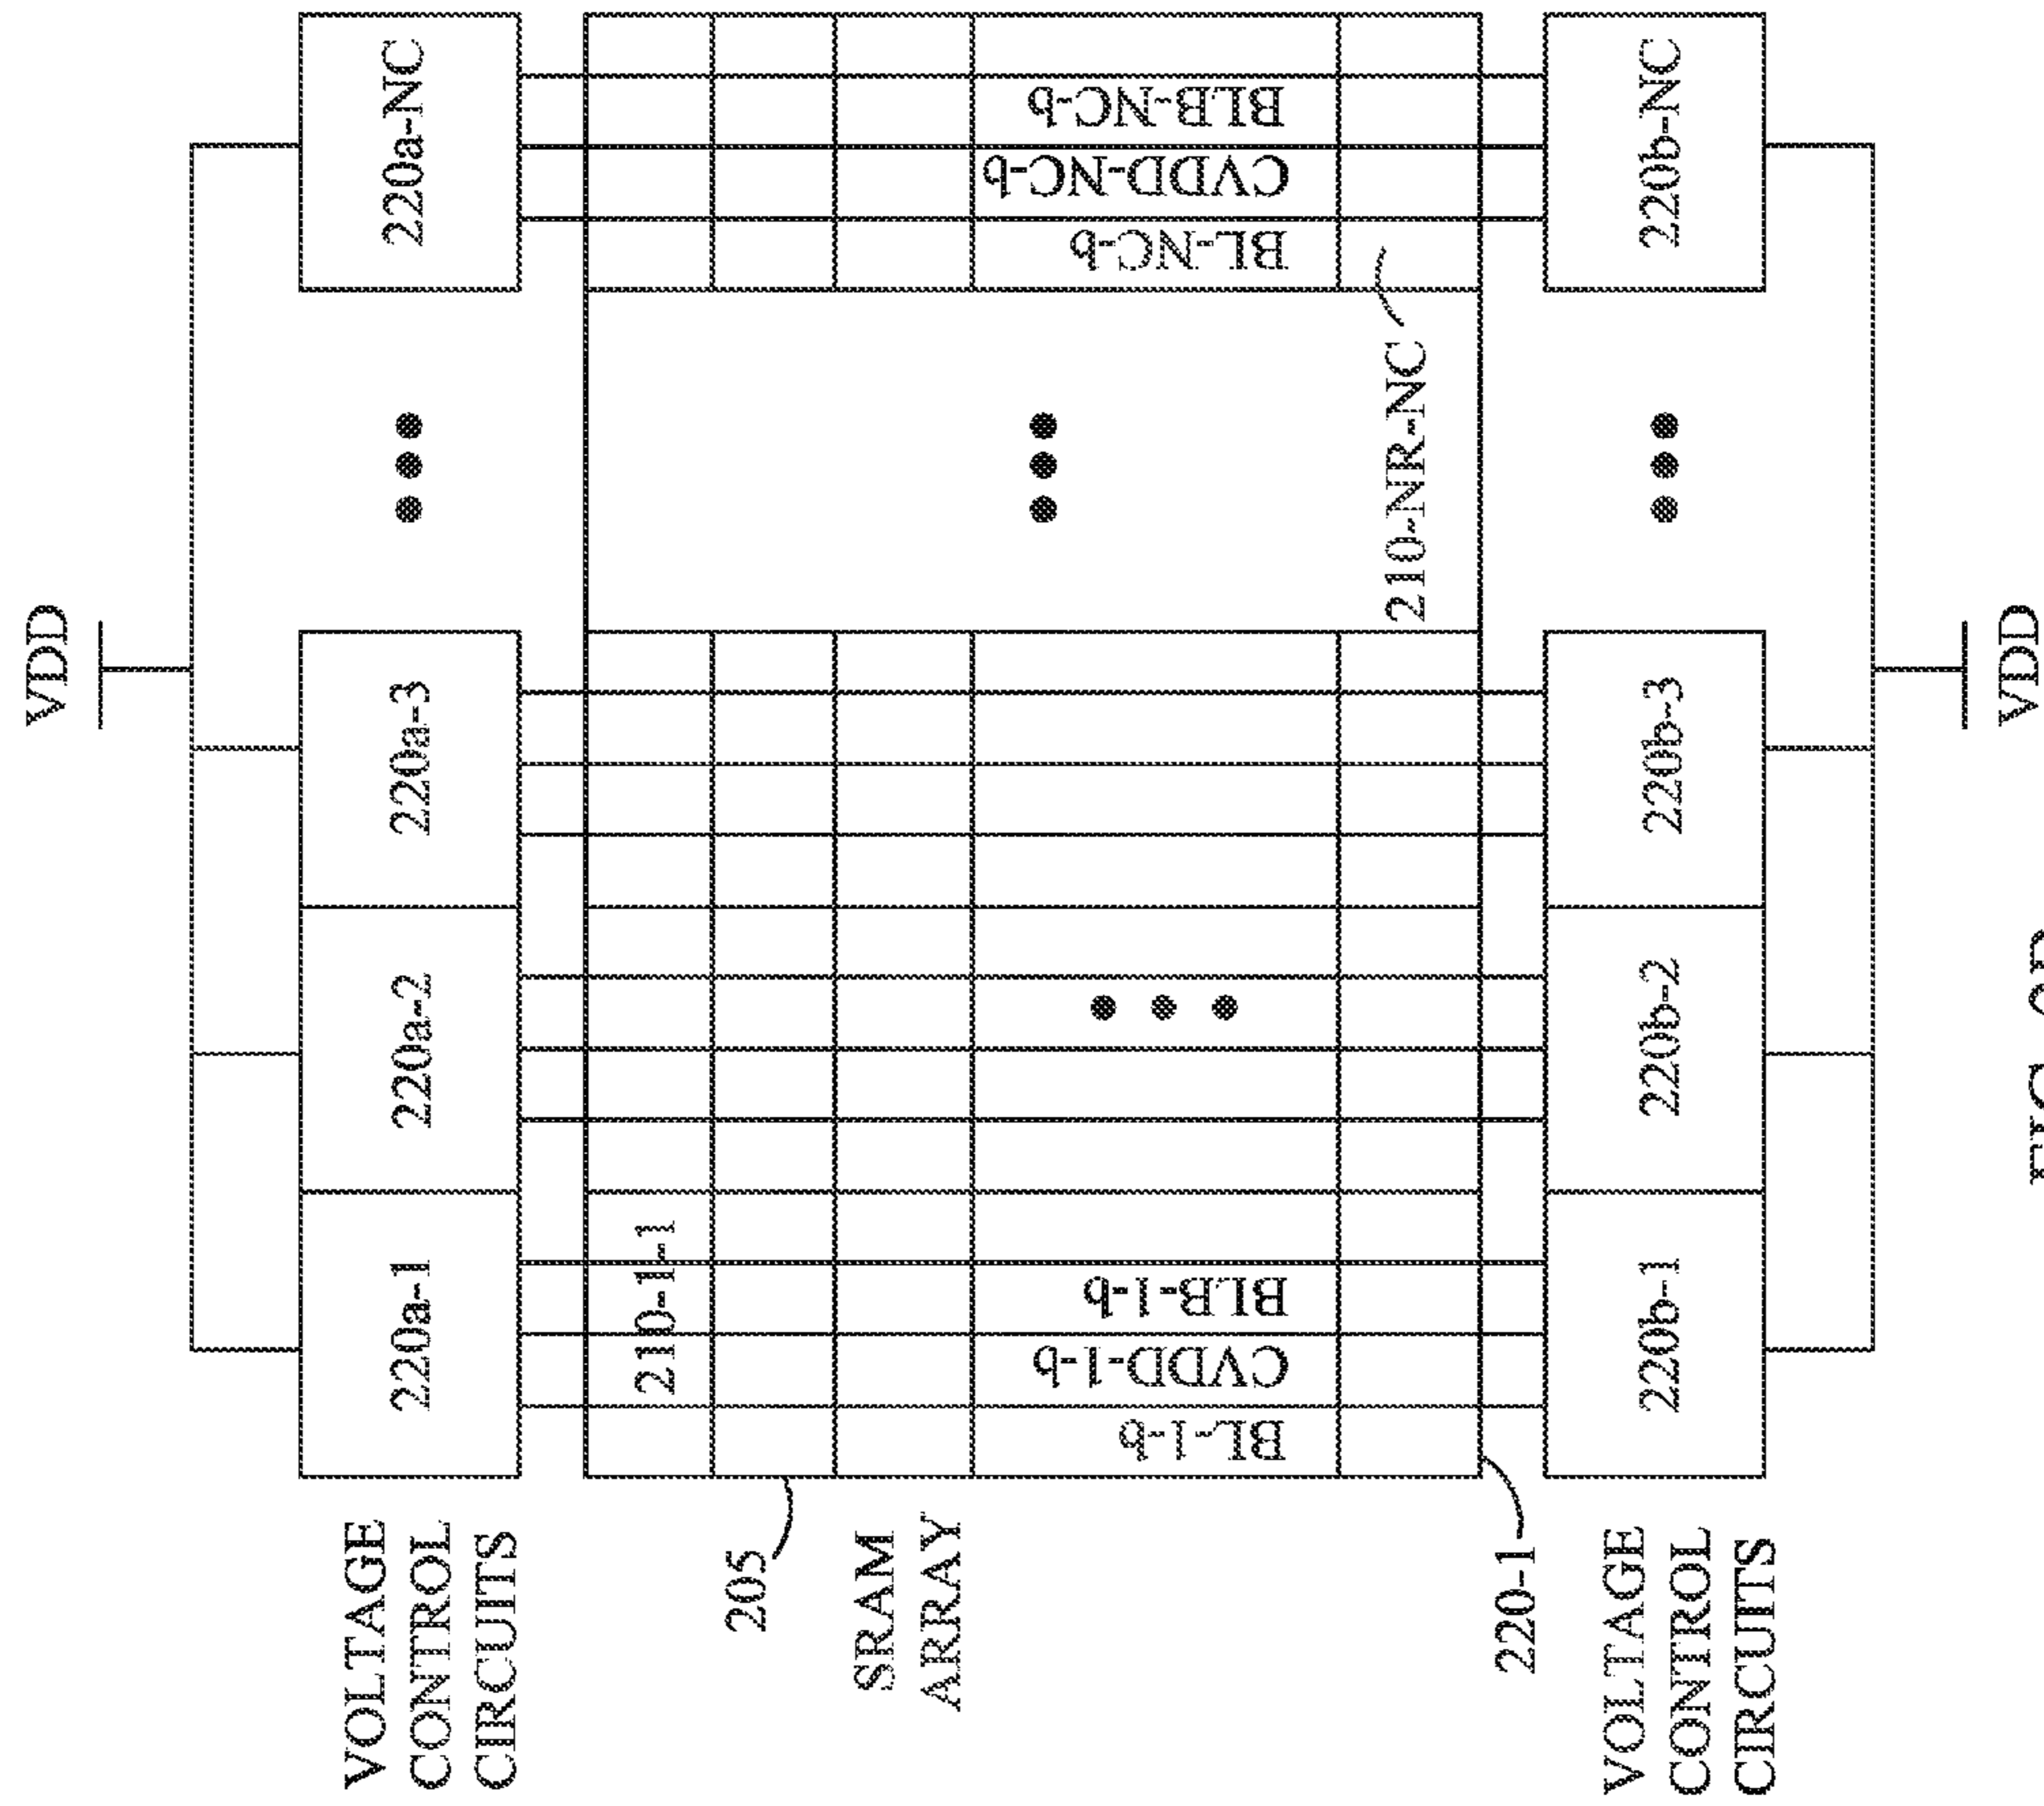 VDD
VOLTAGE
CONTROL
CIRCUITS
220a-1
220a-2
220a-3
220a-NC
205
SRAM
ARRAY
210-1-1
BL-1-b
CVDD-1-b
BLB-1-b
BL-NC-b
CVDD-NC-b
BLB-NC-b
210-NR-NC
220-1
VOLTAGE
CONTROL
CIRCUITS
220b-1
220b-2
220b-3
220b-NC
VDD